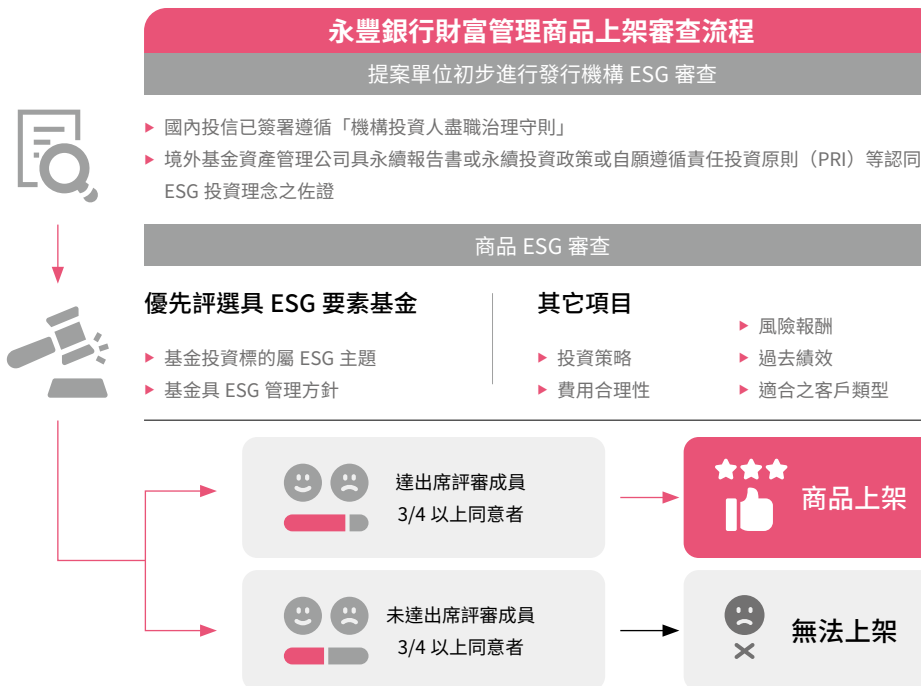 永豐銀行財富管理商品上架審查流程
提案單位初步進行發行機構 ESG 審查
國內投信已簽署遵循「機構投資人盡職治理守則」
境外基金資產管理公司具永續報告書或永續投資政策或自願遵循責任投資原則（PRI）等認同
ESG 投資理念之佐證
商品 ESG 審查
優先評選具 ESG 要素基金
基金投資標的屬 ESG 主題
基金具 ESG 管理方針
其它項目
投資策略
費用合理性
風險報酬
過去績效
適合之客戶類型
達出席評審成員
3/4 以上同意者
商品上架
未達出席評審成員
3/4 以上同意者
無法上架